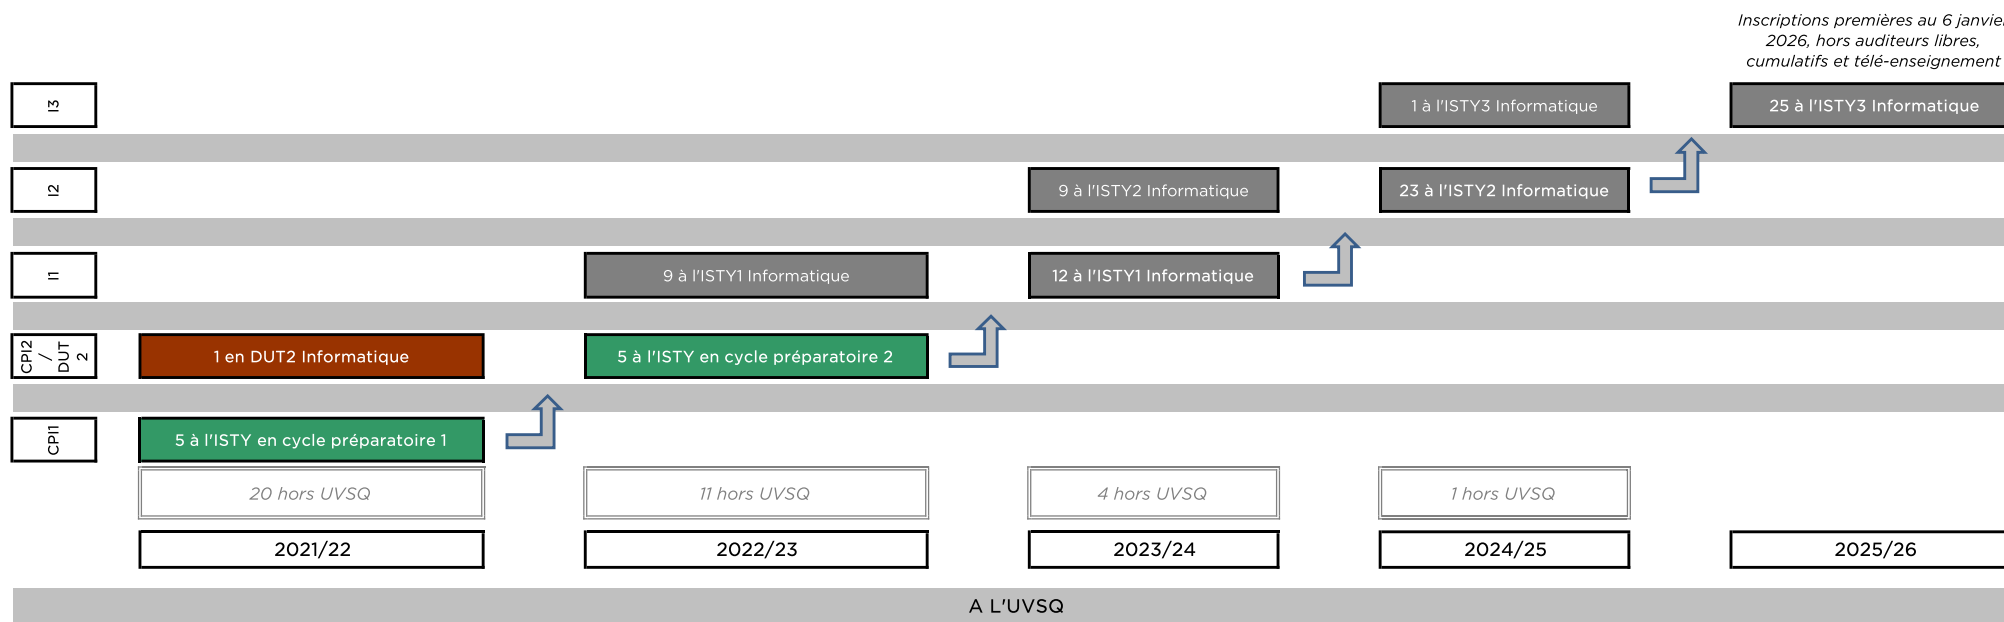 Inscriptions premières au 6 janvier
2026, hors auditeurs libres,
cumulatifs et télé-enseignement
I3
1 à l'ISTY3 Informatique
25 à l'ISTY3 Informatique
I2
9 à l'ISTY2 Informatique
23 à l'ISTY2 Informatique
I1
9 à l'ISTY1 Informatique
12 à l'ISTY1 Informatique
CPI2
/
DUT
2
1 en DUT2 Informatique
5 à l'ISTY en cycle préparatoire 2
CPI1
5 à l'ISTY en cycle préparatoire 1
20 hors UVSQ
11 hors UVSQ
4 hors UVSQ
1 hors UVSQ
2021/22
2022/23
2023/24
2024/25
2025/26
A L'UVSQ